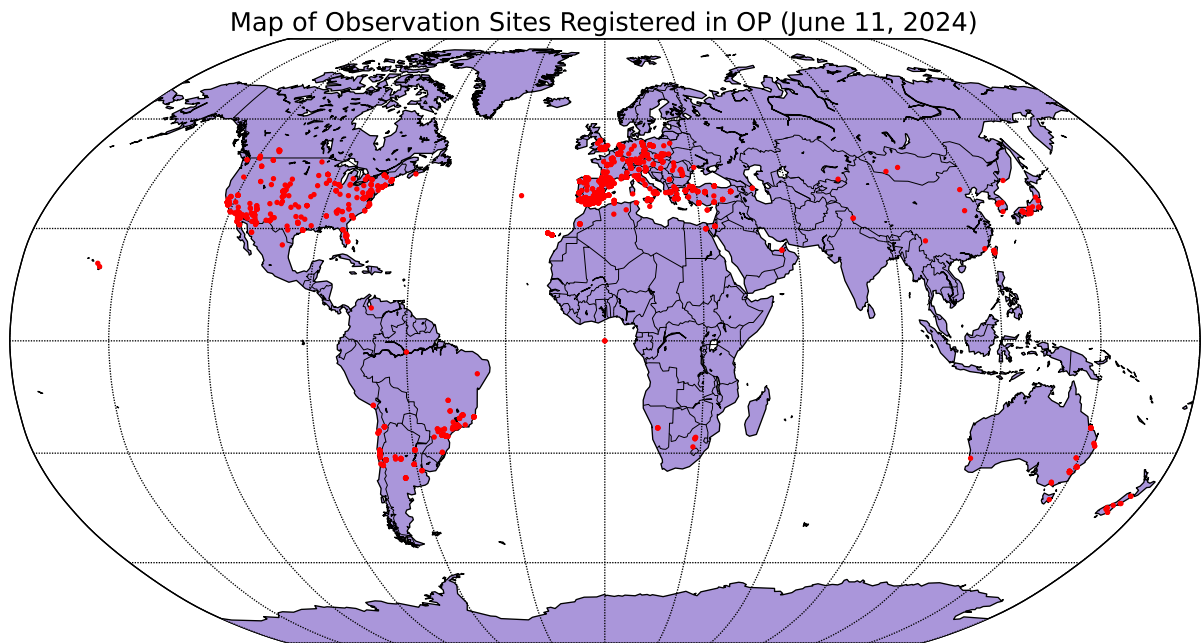 Map of Observation Sites Registered in OP (June 11, 2024)